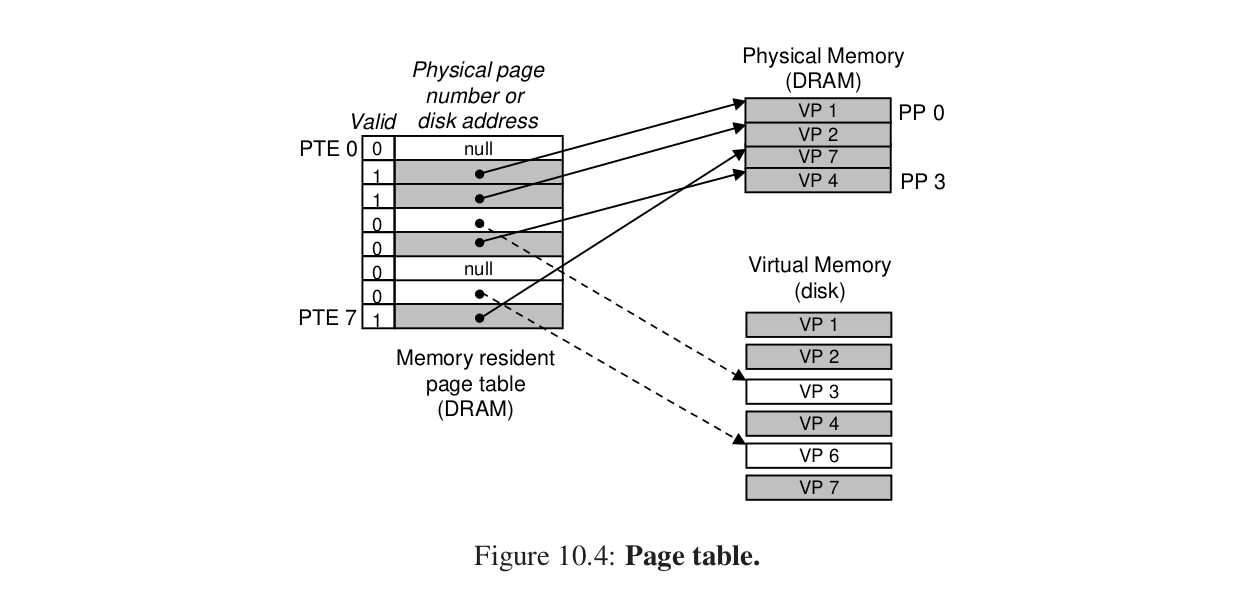 Physical page
number or
disk address
Valid
PTE 0 0 null
1
1
0
0
0 null
0
PTE 7 1
Memory resident
page table
(DRAM)
Physical Memory
(DRAM)
VP 1 PP 0
VP 2
VP 7
VP 4 PP 3
Virtual Memory
(disk)
VP 1
VP 2
VP 3
VP 4
VP 6
VP 7
Figure 10.4: Page table.